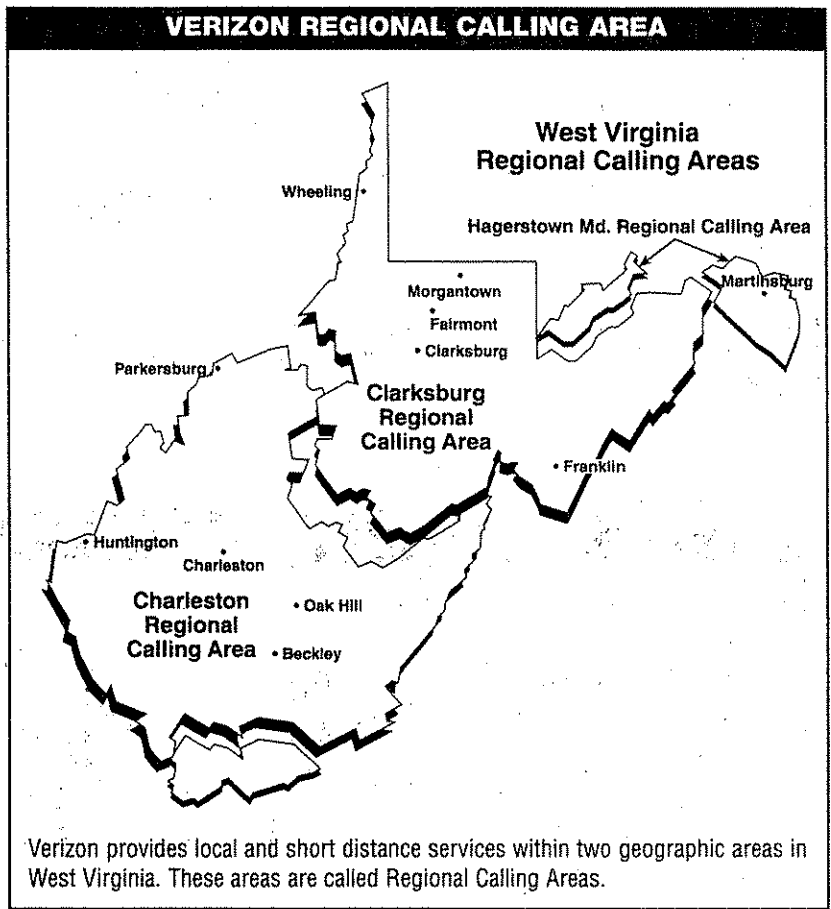 VERIZON REGIONAL CALLING AREA
West Virginia
Regional Calling Areas
Wheeling
Hagerstown Md. Regional Calling Area
Martinsburg
Morgantown
Fairmont
Clarksburg
Parkersburg
Clarksburg
Regional
Calling Area
Franklin
Huntington
Charleston
Charleston
Regional
Calling Area
Oak Hill
Beckley
Verizon provides local and short distance services within two geographic areas in
West Virginia. These areas are called Regional Calling Areas.